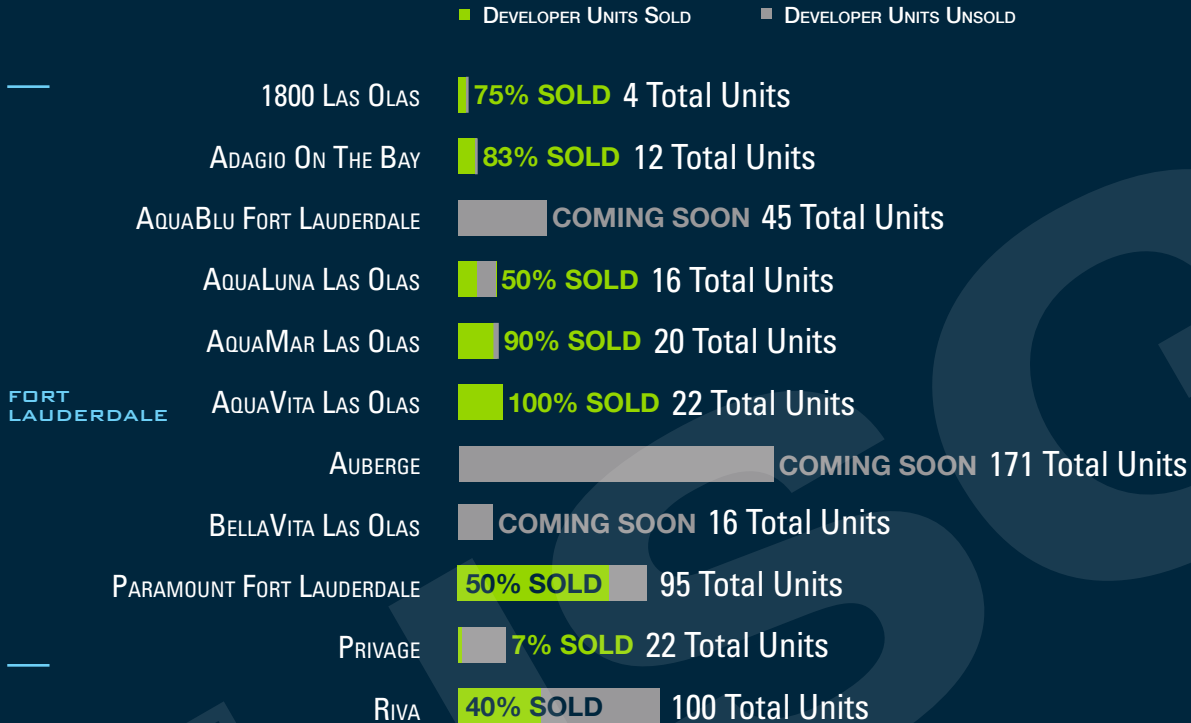 Developer Units Sold Developer Units Unsold
1800 Las Olas 75% SOLD 4 Total Units
Adagio On The Bay 83% SOLD 12 Total Units
AquaBlu Fort Lauderdale COMING SOON 45 Total Units
AquaLuna Las Olas 50% SOLD 16 Total Units
AquaMar Las Olas 90% SOLD 20 Total Units
FORT
LAUDERDALE
AquaVita Las Olas 100% SOLD 22 Total Units
Auberge COMING SOON 171 Total Units
BellaVita Las Olas COMING SOON 16 Total Units
Paramount Fort Lauderdale 50% SOLD 95 Total Units
Privage 7% SOLD 22 Total Units
Riva 40% SOLD 100 Total Units